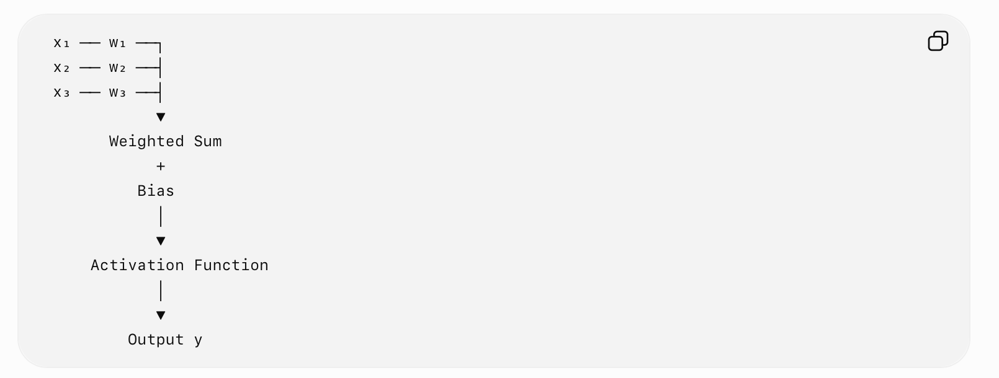 x₁ ── w₁ ──┐
x₂ ── w₂ ──┤
x₃ ── w₃ ──┤
▼
Weighted Sum
+
Bias
│
▼
Activation Function
│
▼
Output y